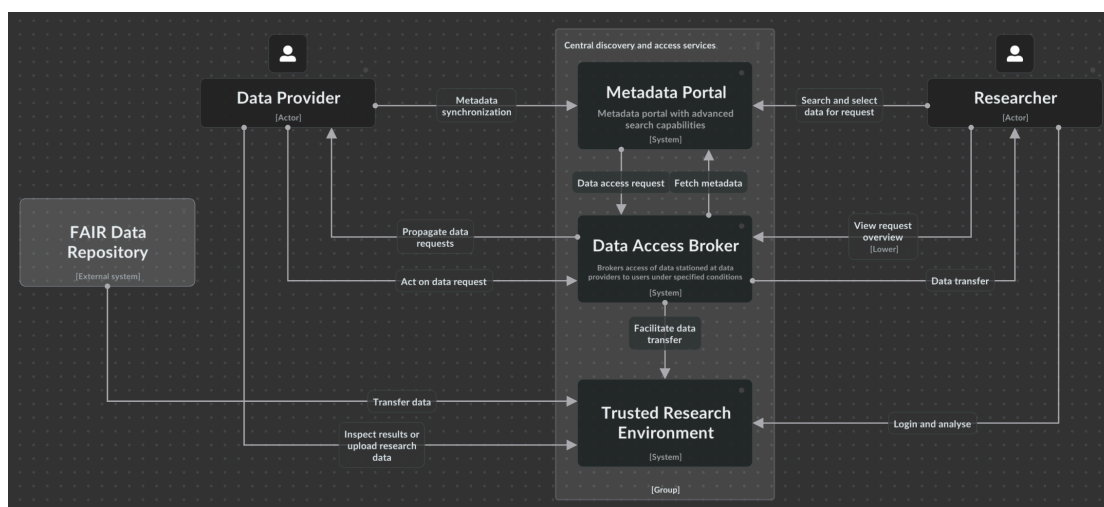 Central discovery and access services
Data Provider
[Actor]
Metadata
synchronization
Metadata Portal
Metadata portal with advanced
search capabilities
[System]
Search and select
data for request
Researcher
[Actor]
Data access request
Fetch metadata
FAIR Data
Repository
[External system]
Propagate data
requests
Act on data request
Data Access Broker
Brokers access of data stationed at data
providers to users under specified conditions
[System]
View request
overview
[Lower]
Data transfer
Facilitate data
transfer
Transfer data
Inspect results or
upload research
data
Trusted Research
Environment
[System]
Login and analyse
[Group]